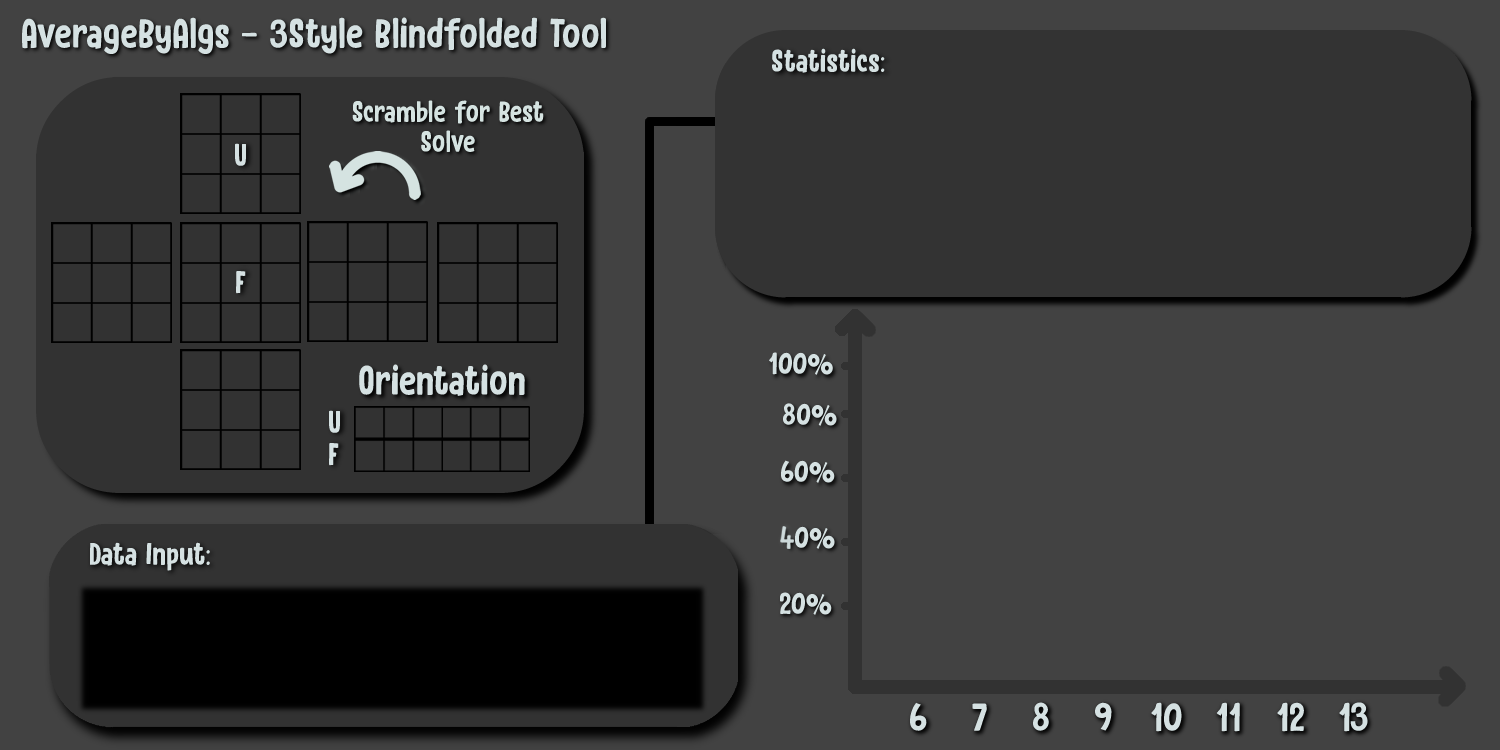 AverageByAlgs - 3Style Blindfolded Tool
Scramble for Best
Solve
U
F
Orientation
U
F
Data Input:
Statistics:
100%
80%
60%
40%
20%
6 7 8 9 10 11 12 13